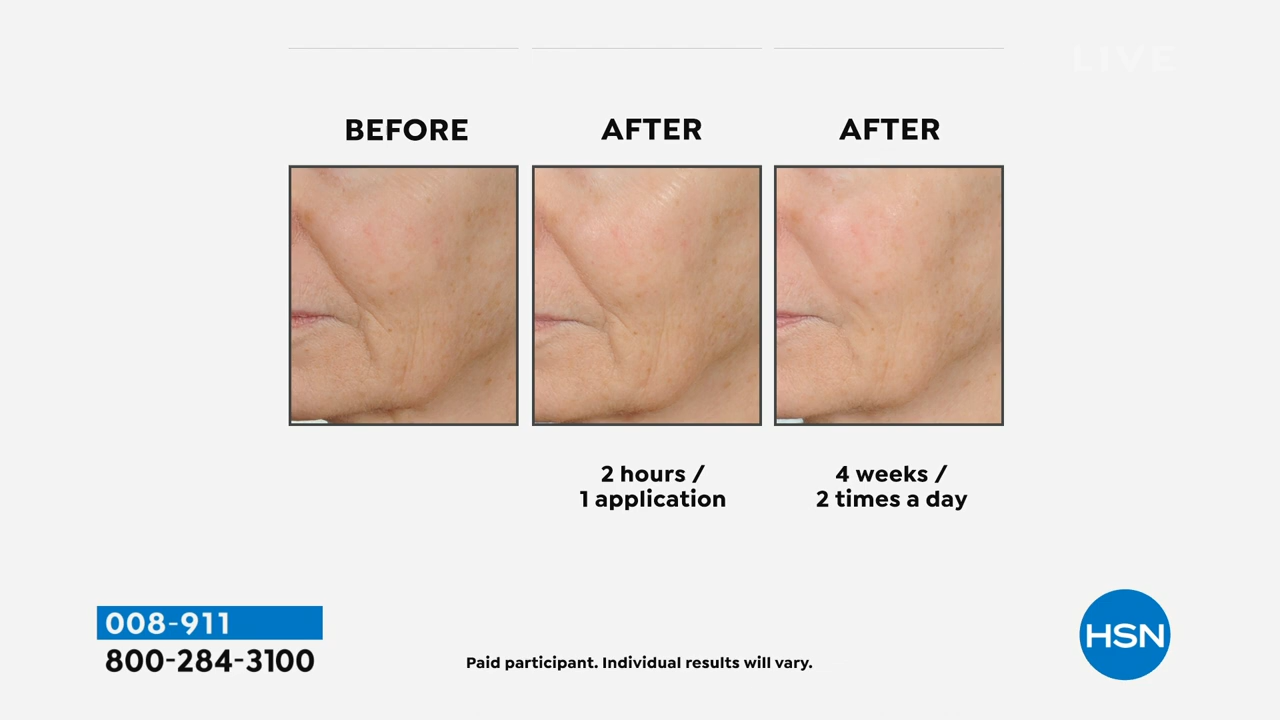 LIVE
BEFORE
AFTER
AFTER
2 hours /
1 application
4 weeks /
2 times a day
008-911
800-284-3100
Paid participant. Individual results will vary.
HSN